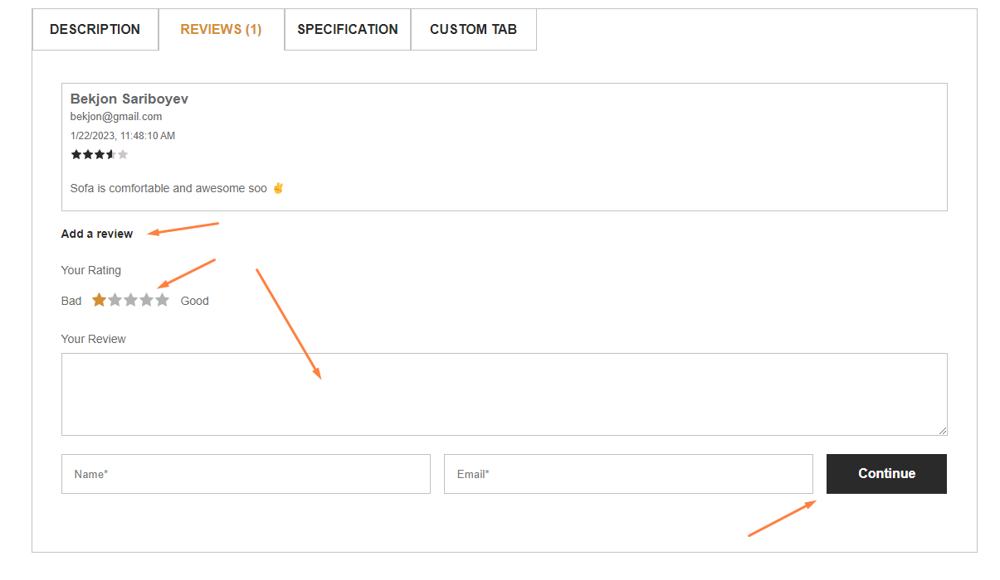 DESCRIPTION REVIEWS (1) SPECIFICATION CUSTOM TAB
Bekjon Sariboyev
bekjon@gmail.com
1/22/2023, 11:48:10 AM
Sofa is comfortable and awesome soo ✌️
Add a review
Your Rating
Bad Good
Your Review
Name* Email* Continue